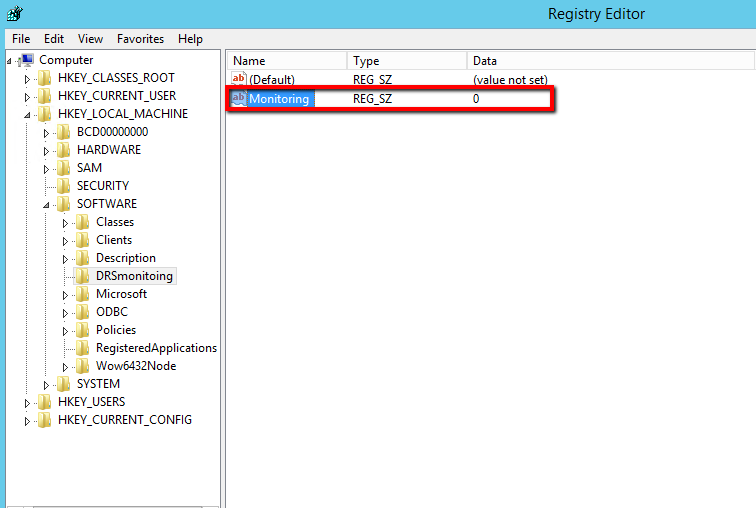 Registry Editor
File Edit View Favorites Help
Computer
HKEY_CLASSES_ROOT
HKEY_CURRENT_USER
HKEY_LOCAL_MACHINE
BCD00000000
HARDWARE
SAM
SECURITY
SOFTWARE
Classes
Clients
Description
DRSmonitoing
Microsoft
ODBC
Policies
RegisteredApplications
Wow6432Node
SYSTEM
HKEY_USERS
HKEY_CURRENT_CONFIG
Name Type Data
ab (Default) REG_SZ (value not set)
ab Monitoring REG_SZ 0